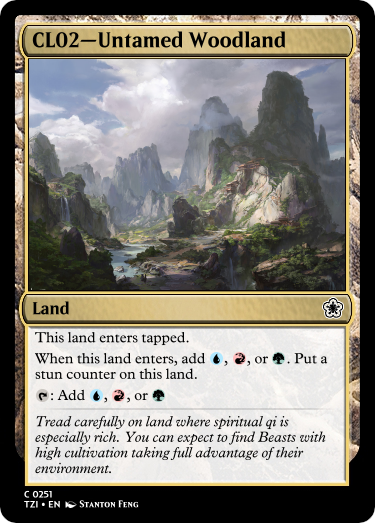 CL02—Untamed Woodland
Land
This land enters tapped.
When this land enters, add , , or . Put a
stun counter on this land.
: Add , , or
Tread carefully on land where spiritual qi is
especially rich. You can expect to find Beasts with
high cultivation taking full advantage of their
environment.
C 0251
TZI • EN Stanton Feng